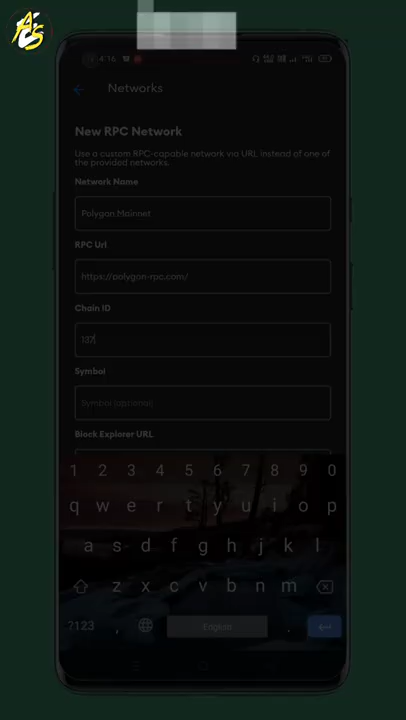 ACS
4:16
Networks
New RPC Network
Use a custom RPC-capable network via URL instead of one of
the provided networks.
Network Name
Polygon Mainnet
RPC Url
https://polygon-rpc.com/
Chain ID
137
Symbol
Symbol (optional)
Block Explorer URL
1 2 3 4 5 6 7 8 9 0
q w e r t y u i o p
a s d f g h j k l
z x c v b n m
?123 , English .